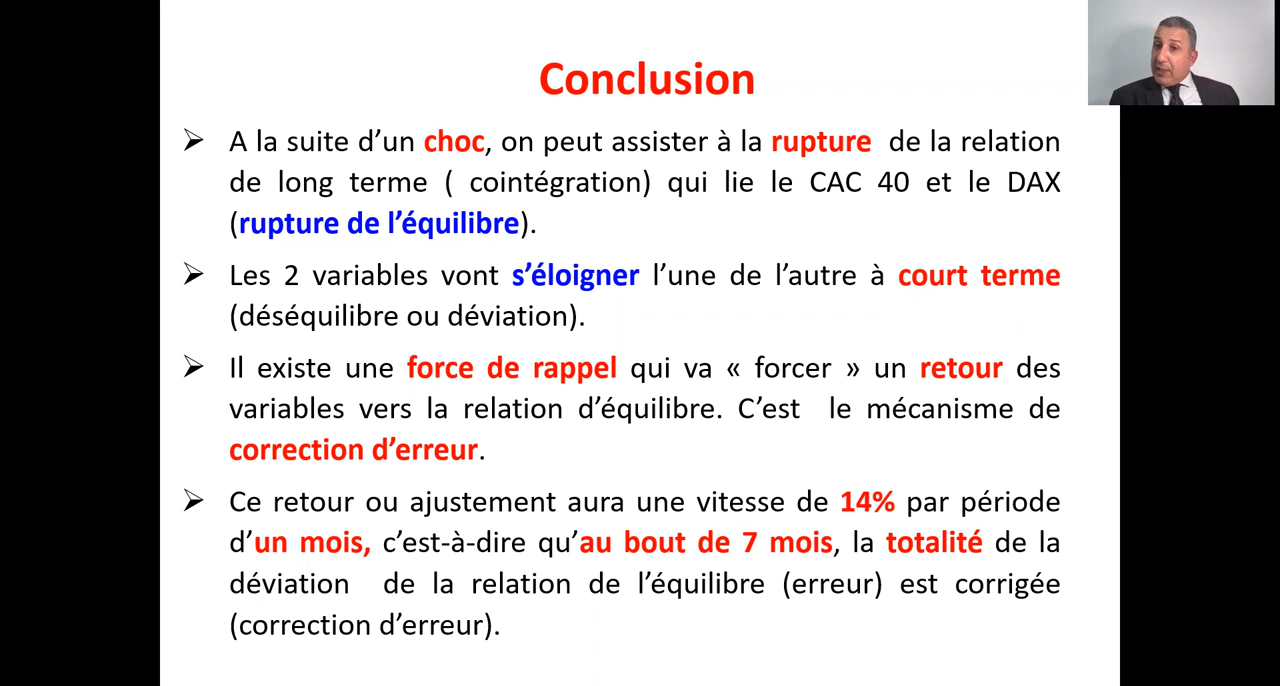 Conclusion
➢ A la suite d’un choc, on peut assister à la rupture de la relation
de long terme ( cointégration) qui lie le CAC 40 et le DAX
(rupture de l’équilibre).
➢ Les 2 variables vont s’éloigner l’une de l’autre à court terme
(déséquilibre ou déviation).
➢ Il existe une force de rappel qui va « forcer » un retour des
variables vers la relation d’équilibre. C’est le mécanisme de
correction d’erreur.
➢ Ce retour ou ajustement aura une vitesse de 14% par période
d’un mois, c’est-à-dire qu’au bout de 7 mois, la totalité de la
déviation de la relation de l’équilibre (erreur) est corrigée
(correction d’erreur).